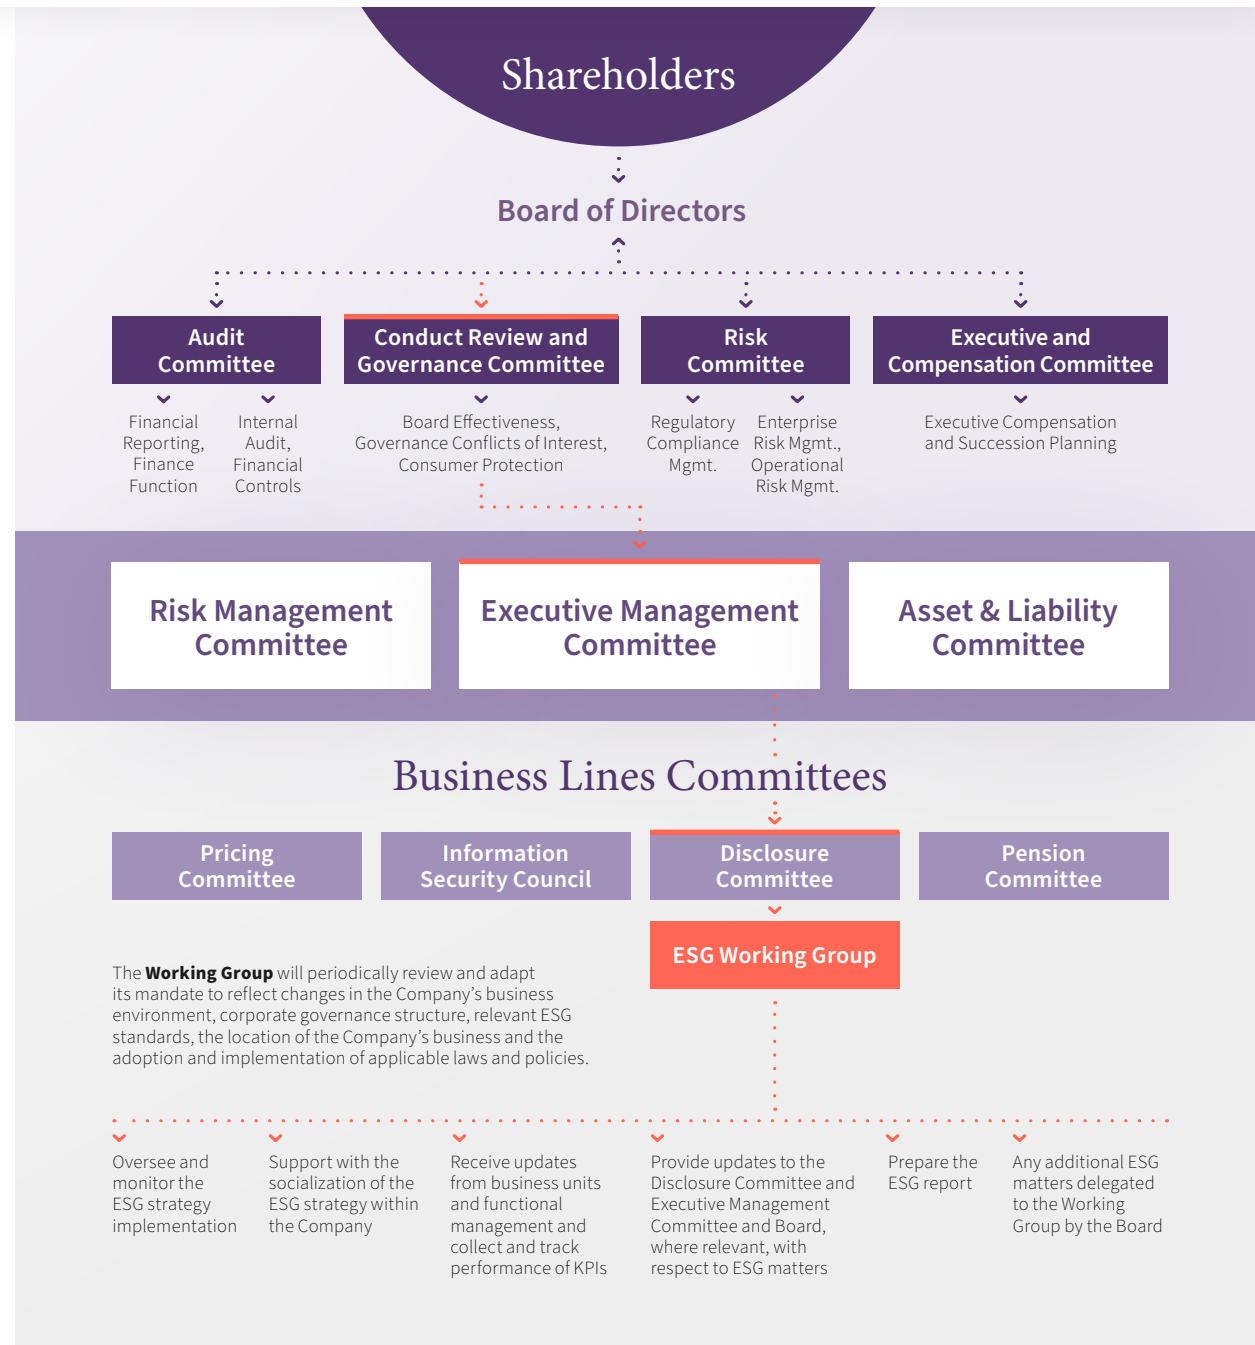 Shareholders
Board of Directors
Audit
Committee
Conduct Review and
Governance Committee
Risk
Committee
Executive and
Compensation Committee
Financial
Reporting,
Finance
Function
Internal
Audit,
Financial
Controls
Board Effectiveness,
Governance Conflicts of Interest,
Consumer Protection
Regulatory
Compliance
Mgmt.
Enterprise
Risk Mgmt.,
Operational
Risk Mgmt.
Executive Compensation
and Succession Planning
Risk Management
Committee
Executive Management
Committee
Asset & Liability
Committee
Business Lines Committees
Pricing
Committee
Information
Security Council
Disclosure
Committee
Pension
Committee
ESG Working Group
The Working Group will periodically review and adapt
its mandate to reflect changes in the Company’s business
environment, corporate governance structure, relevant ESG
standards, the location of the Company’s business and the
adoption and implementation of applicable laws and policies.
Oversee and
monitor the
ESG strategy
implementation
Support with the
socialization of the
ESG strategy within
the Company
Receive updates
from business units
and functional
management and
collect and track
performance of KPIs
Provide updates to the
Disclosure Committee and
Executive Management
Committee and Board,
where relevant, with
respect to ESG matters
Prepare the
ESG report
Any additional ESG
matters delegated
to the Working
Group by the Board